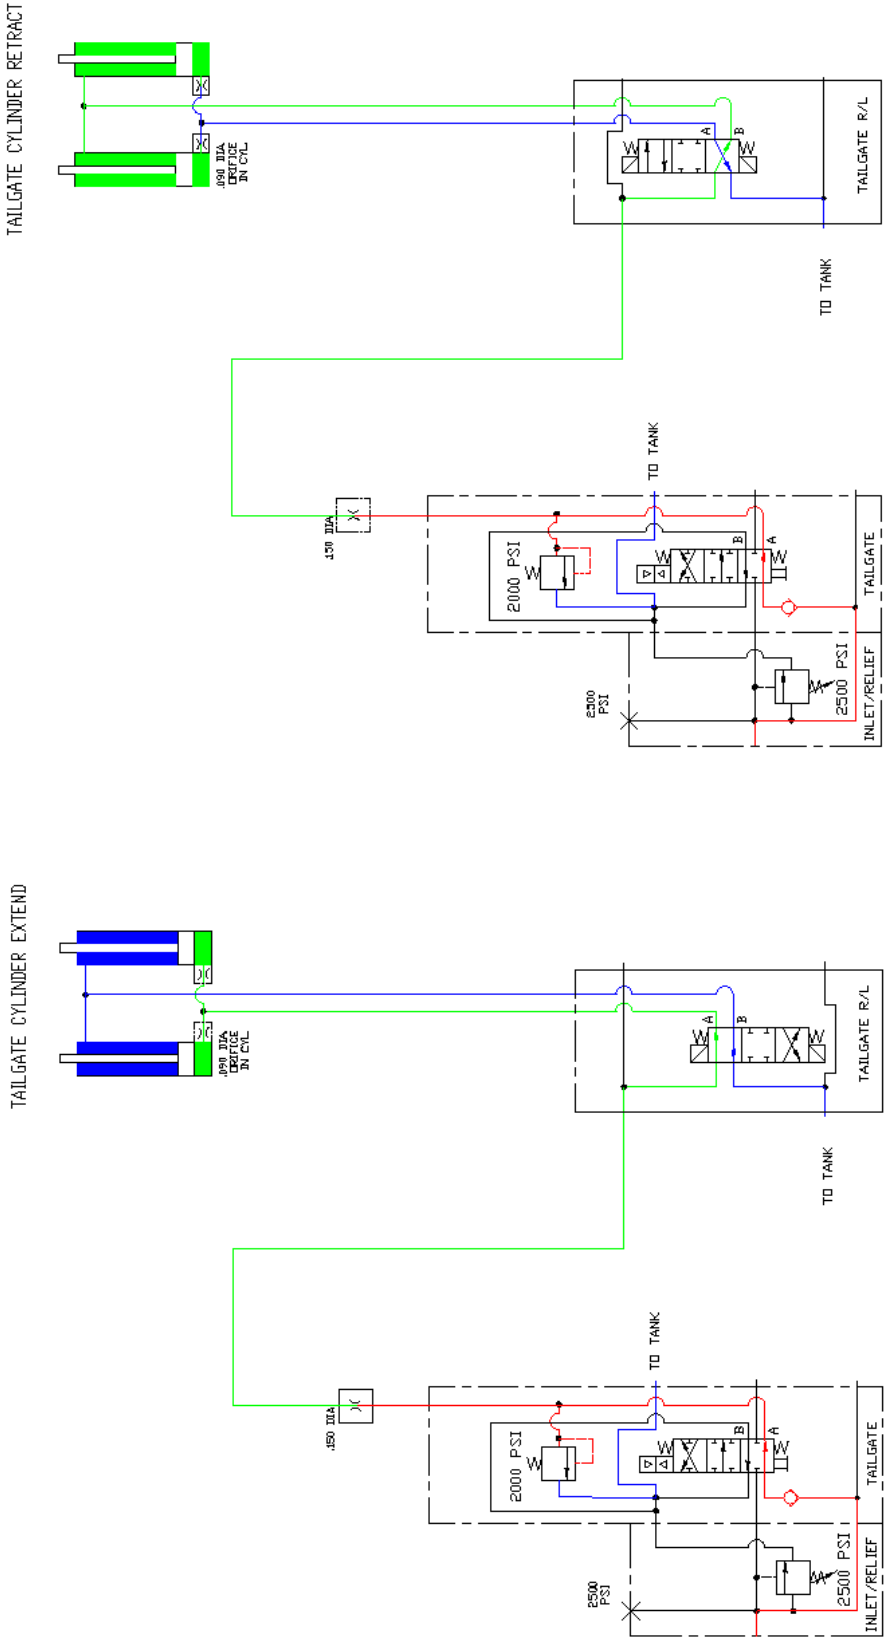 TAILGATE CYLINDER RETRACT
.090 DIA
ORIFICE
IN CYL
A
B
TAILGATE R/L
TO TANK
TO TANK
.150 DIA
2000 PSI
B
A
TAILGATE
2500
PSI
2500 PSI
INLET/RELIEF
TAILGATE CYLINDER EXTEND
.090 DIA
ORIFICE
IN CYL
A
B
TAILGATE R/L
TO TANK
TO TANK
.150 DIA
2000 PSI
B
A
TAILGATE
2500
PSI
2500 PSI
INLET/RELIEF